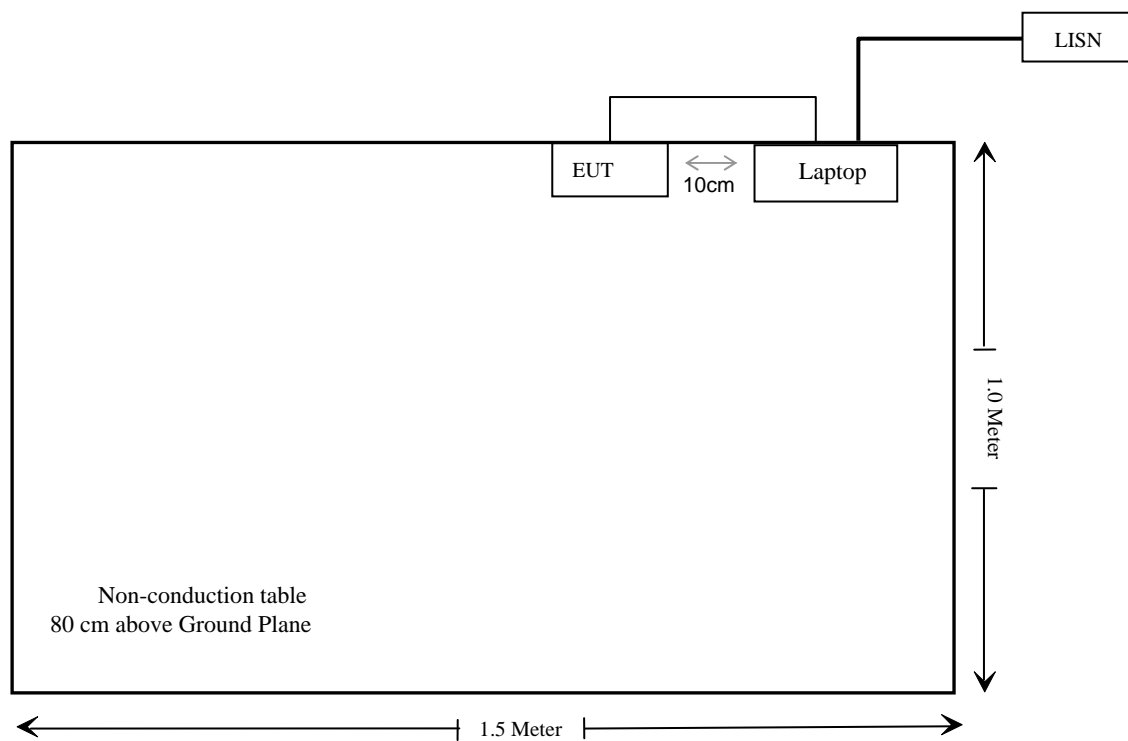 LISN
EUT
Laptop
10cm
1.0 Meter
Non-conduction table
80 cm above Ground Plane
1.5 Meter